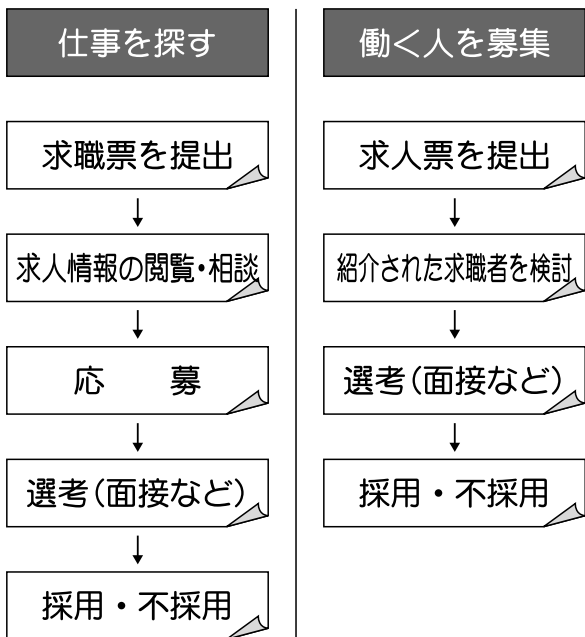 仕事を探す
求職票を提出
求人情報の閲覧・相談
応　募
選考(面接など)
採用・不採用
働く人を募集
求人票を提出
紹介された求職者を検討
選考(面接など)
採用・不採用